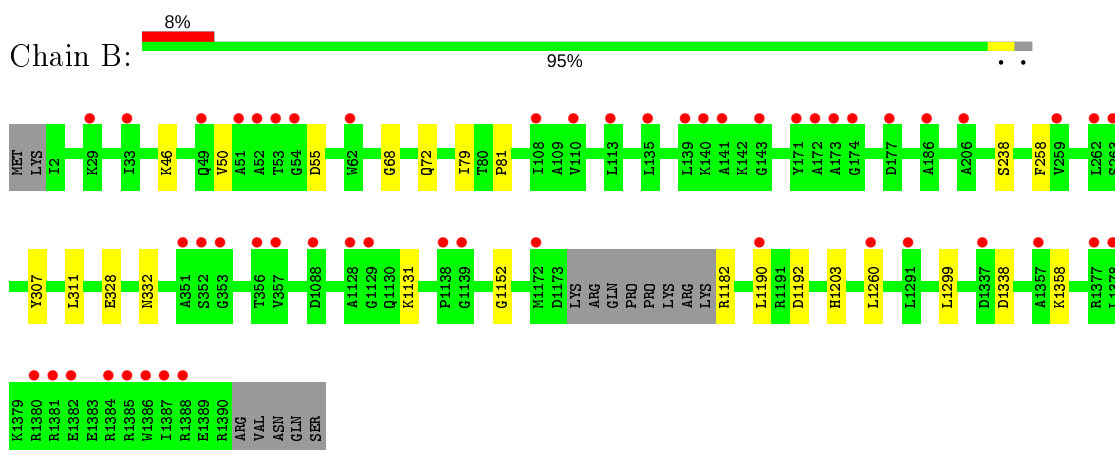 8%
Chain B:
95%
MET LYS I2 K29 I33 K46 Q49 V50 A51 A52 T53 G54 D55 W62 G68 Q72 I79 T80 P81 I108 A109 V110 L113 L135 L139 K140 A141 K142 G143 Y171 A172 A173 G174 D177 A186 A206 S238 F258 V259 L262 S263
Y307 L311 E328 N332 A351 S352 G353 T356 V357 D1088 A1128 G1129 Q1130 K1131 P1138 G1139 G1152 M1172 D1173 LYS ARG GLN PRO PRO LYS ARG LYS R1182 L1190 R1191 D1192 H1203 L1260 L1291 L1299 D1337 D1338 A1357 K1358 R1377 L1378
K1379 R1380 R1381 E1382 E1383 R1384 R1385 W1386 I1387 R1388 E1389 R1390 ARG VAL ASN GLN SER